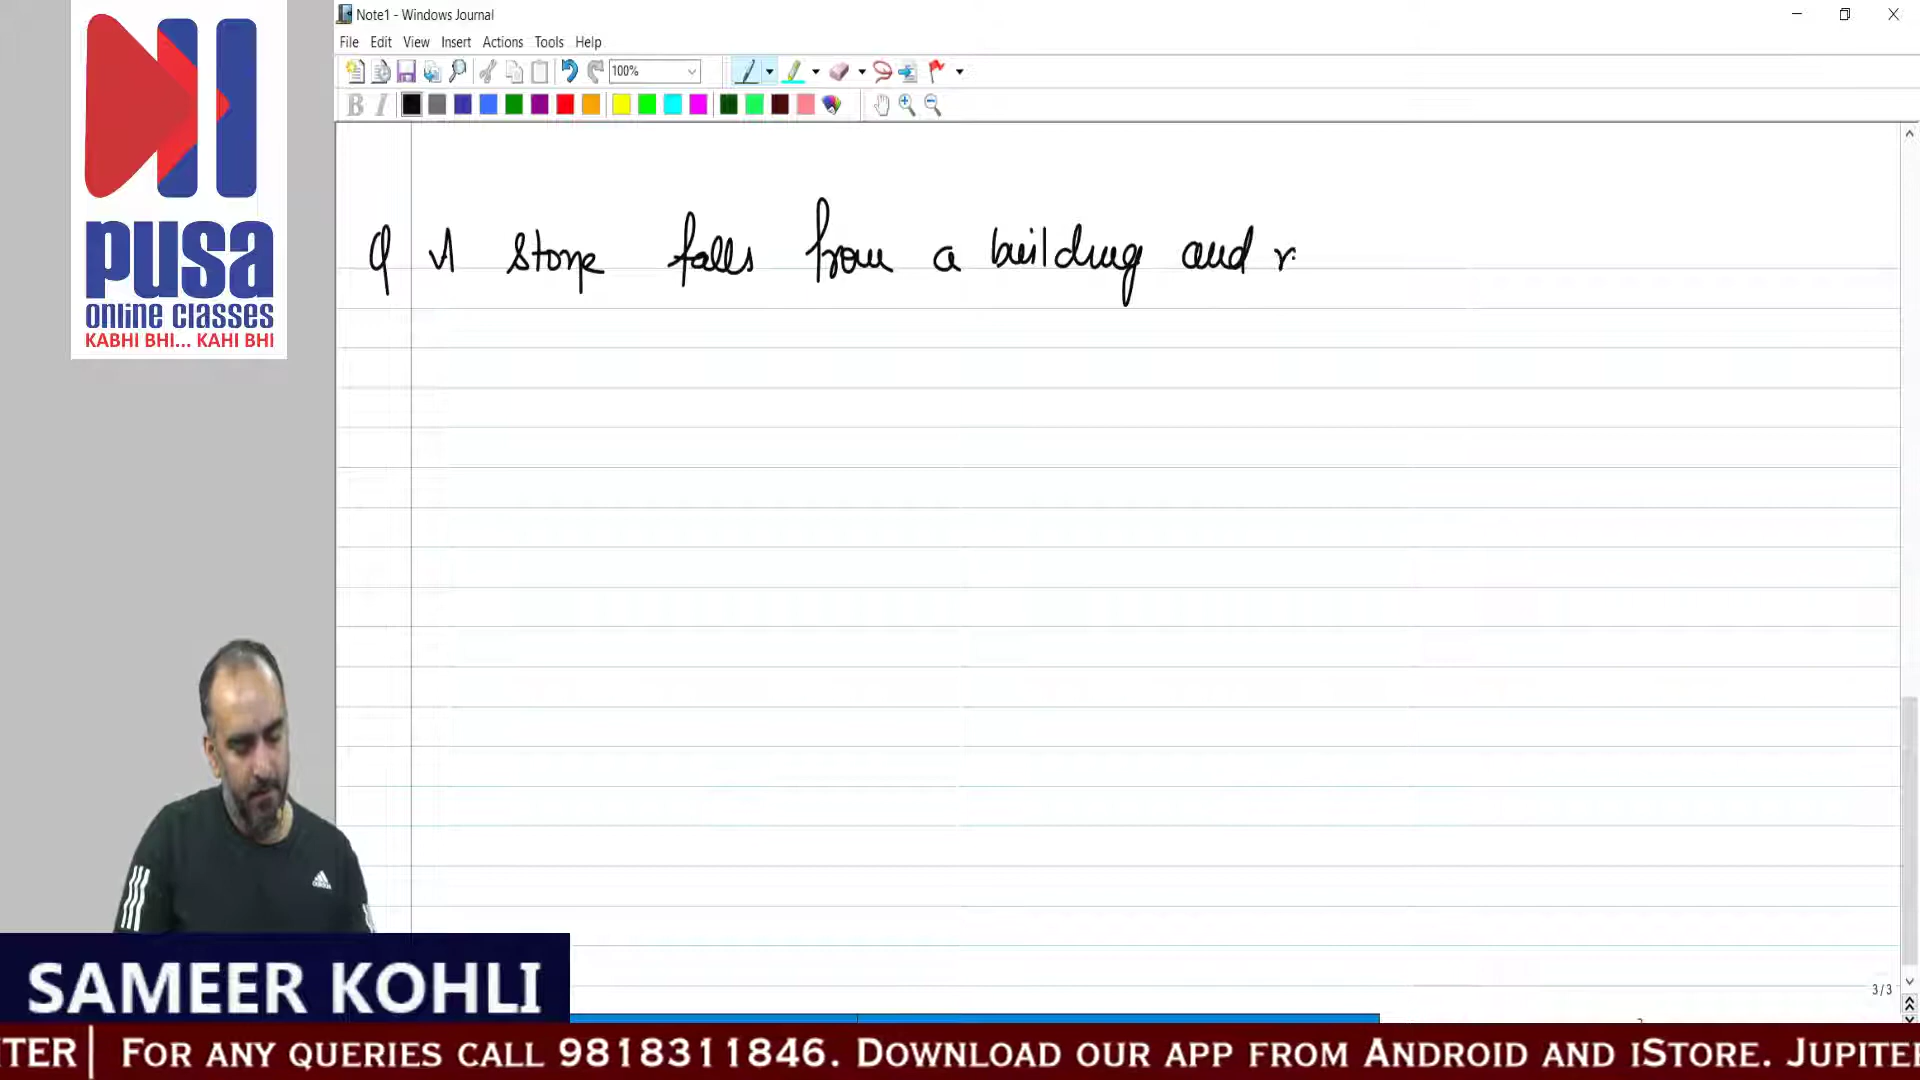 Note1 - Windows Journal
File Edit View Insert Actions Tools Help
100%
B I
Q A stone falls from a building and r
PUSA
ONLINE CLASSES
KABHI BHI... KAHI BHI
adidas
3 / 3
SAMEER KOHLI
ITER | FOR ANY QUERIES CALL 9818311846. DOWNLOAD OUR APP FROM ANDROID AND iSTORE. JUPITE